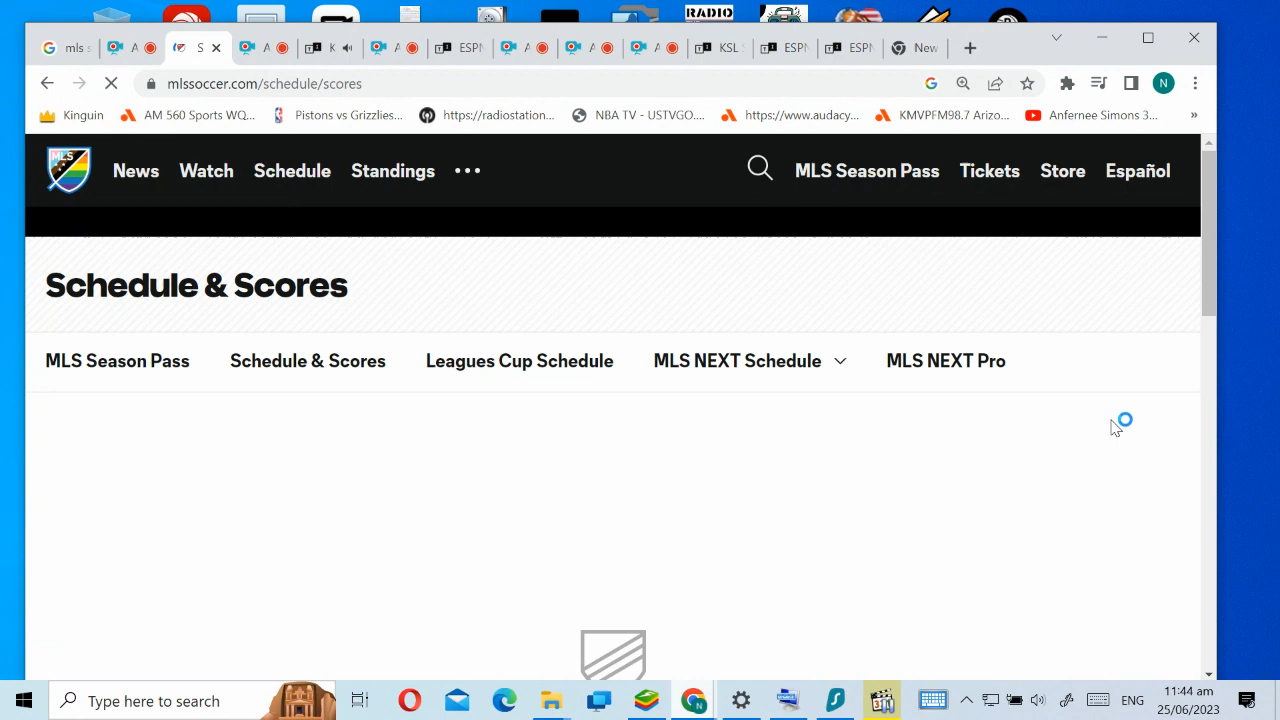 RADIO
mls s
A
S
A
K
A
ESPN
A
A
A
KSL
ESPN
ESPN
New
mlssoccer.com/schedule/scores
N
Kinguin
AM 560 Sports WQ...
Pistons vs Grizzlies...
https://radiostation...
NBA TV - USTVGO....
https://www.audacy...
KMVPFM98.7 Arizo...
Anfernee Simons 3...
»
MLS
News
Watch
Schedule
Standings
MLS Season Pass
Tickets
Store
Español
Schedule & Scores
MLS Season Pass
Schedule & Scores
Leagues Cup Schedule
MLS NEXT Schedule
MLS NEXT Pro
Type here to search
ENG
11:44 am
25/06/2023